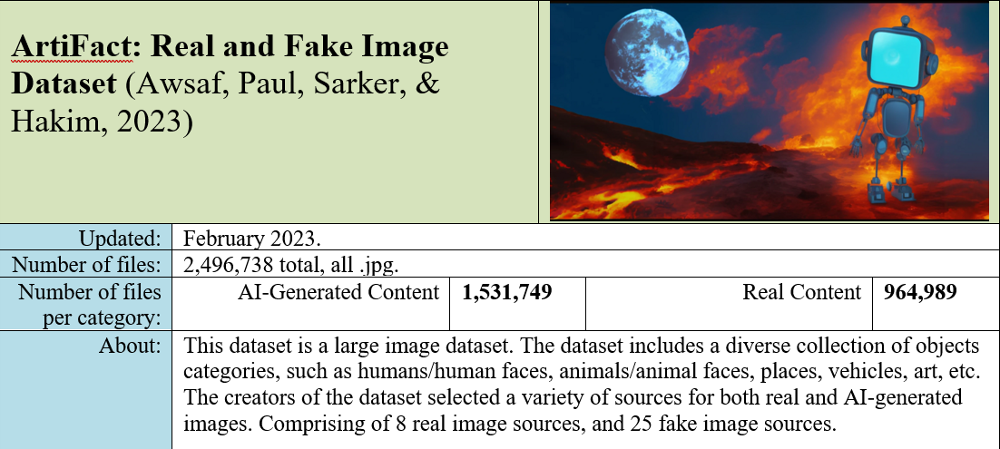 ArtiFact: Real and Fake Image
Dataset (Awsaf, Paul, Sarker, &
Hakim, 2023)
Updated: February 2023.
Number of files: 2,496,738 total, all .jpg.
Number of files
per category:
AI-Generated Content 1,531,749 Real Content 964,989
About: This dataset is a large image dataset. The dataset includes a diverse collection of objects
categories, such as humans/human faces, animals/animal faces, places, vehicles, art, etc.
The creators of the dataset selected a variety of sources for both real and AI-generated
images. Comprising of 8 real image sources, and 25 fake image sources.